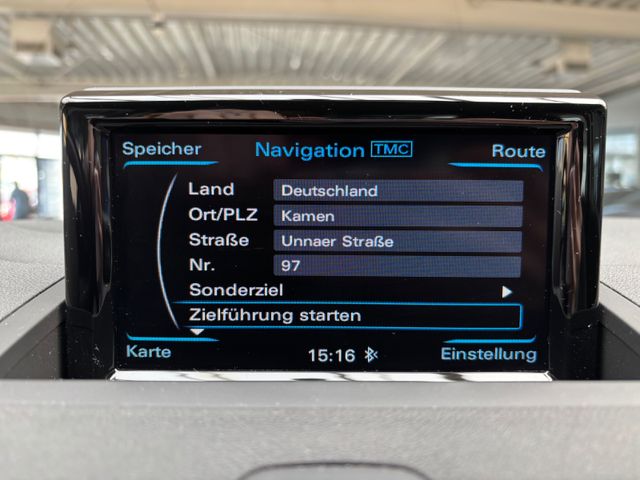 Speicher Navigation TMC Route
Land Deutschland
Ort/PLZ Kamen
Straße Unnaer Straße
Nr. 97
Sonderziel
Zielführung starten
Karte 15:16 Einstellung